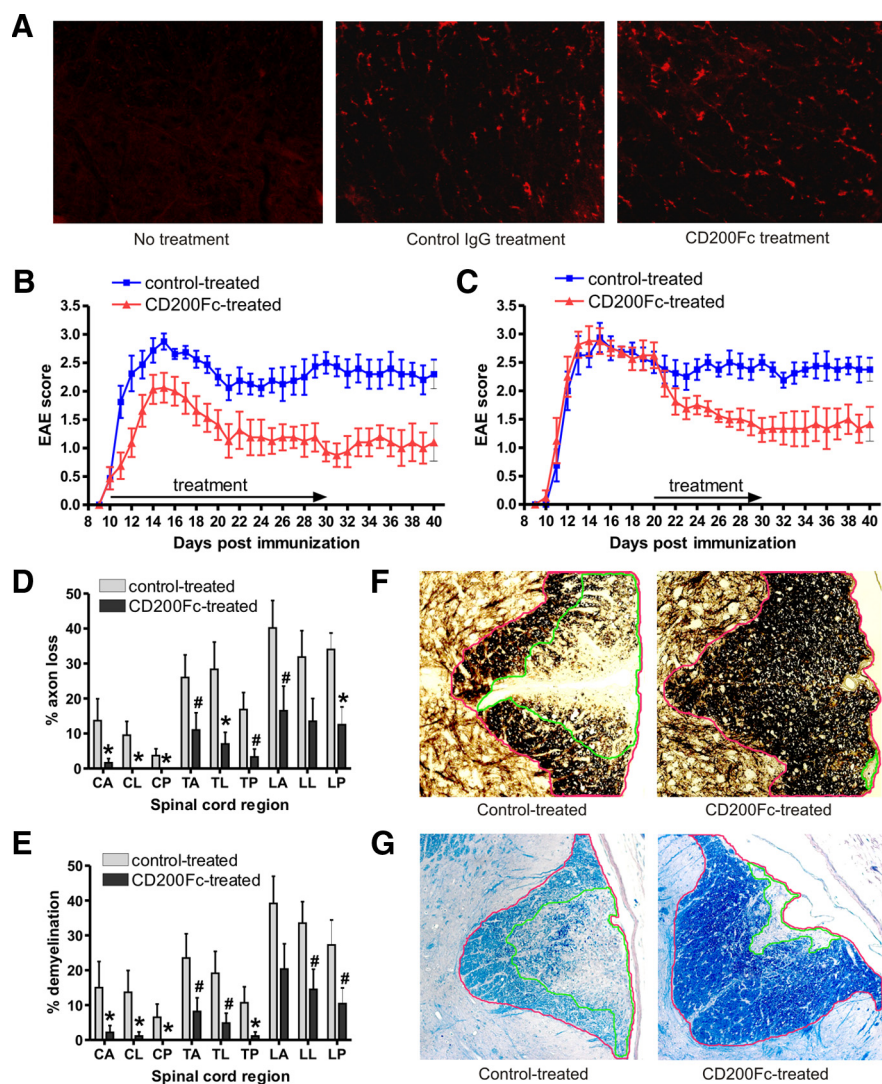 A
No treatment
Control IgG treatment
CD200Fc treatment
B
control-treated
CD200Fc-treated
EAE score
3.5
3.0
2.5
2.0
1.5
1.0
0.5
0.0
treatment
8 10 12 14 16 18 20 22 24 26 28 30 32 34 36 38 40
Days post immunization
C
control-treated
CD200Fc-treated
EAE score
3.5
3.0
2.5
2.0
1.5
1.0
0.5
0.0
treatment
8 10 12 14 16 18 20 22 24 26 28 30 32 34 36 38 40
Days post immunization
D
control-treated
CD200Fc-treated
% axon loss
50
40
30
20
10
0
* * * # * # # *
CA CL CP TA TL TP LA LL LP
Spinal cord region
E
control-treated
CD200Fc-treated
% demyelination
50
40
30
20
10
0
* * * # # * # #
CA CL CP TA TL TP LA LL LP
Spinal cord region
F
Control-treated
CD200Fc-treated
G
Control-treated
CD200Fc-treated